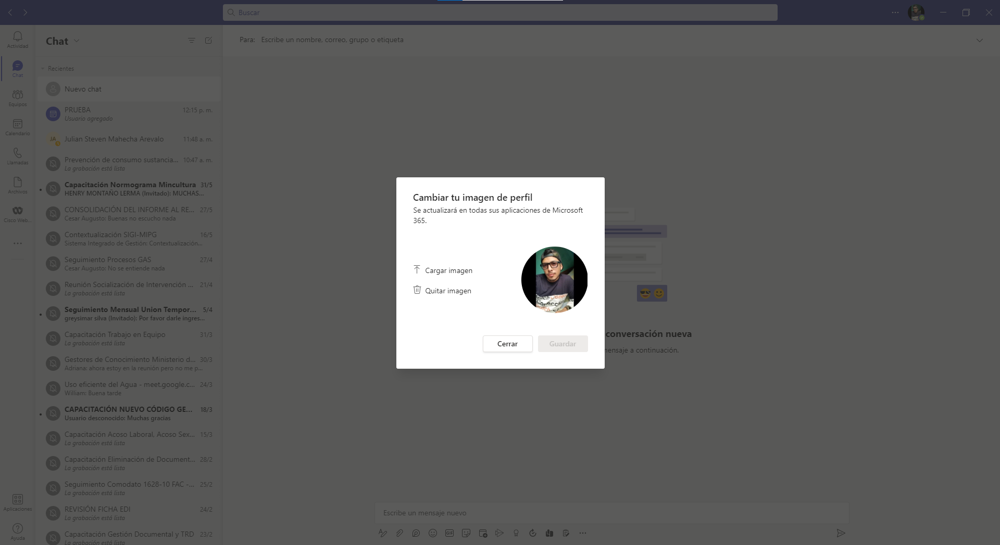 Buscar
Actividad
Chat
Equipos
Calendario
Llamadas
Archivos
Cisco Web...
Aplicaciones
Ayuda
Chat
Recientes
Nuevo chat
PRUEBA 12:15 p. m.
Usuario agregado
JA
Julian Steven Mahecha Arevalo 11:48 a. m.
Prevención de consumo sustancia... 10:47 a. m.
La grabación está lista
Capacitación Normograma Mincultura 31/5
HENRY MONTAÑO LERMA (Invitado): MUCHAS...
CONSOLIDACIÓN DEL INFORME AL RE... 27/5
Cesar Augusto: Buenas no escucho nada
Contextualización SIGI-MIPG 16/5
Sistema Integrado de Gestión: Contextualización...
Seguimiento Procesos GAS 27/4
Cesar Augusto: No se entiende nada
Reunión Socialización de Intervención ... 21/4
La grabación está lista
Seguimiento Mensual Union Tempor... 5/4
greysimar silva (Invitado): Por favor darle ingres...
Capacitación Trabajo en Equipo 31/3
La grabación está lista
Gestores de Conocimiento Ministerio d... 30/3
Adriana: ahora estoy en la reunión pero no me p...
Uso eficiente del Agua - meet.google.c... 24/3
William: Buena tarde
CAPACITACIÓN NUEVO CÓDIGO GE... 18/3
Usuario desconocido: Muchas gracias
Capacitación Acoso Laboral, Acoso Sex... 15/3
La grabación está lista
Capacitación Eliminación de Document... 28/2
La grabación está lista
Seguimiento Comodato 1628-10 FAC -... 25/2
La grabación está lista
REVISIÓN FICHA EDI 24/2
La grabación está lista
Capacitación Gestión Documental y TRD 23/2
La grabación está lista
Para: Escribe un nombre, correo, grupo o etiqueta
Cambiar tu imagen de perfil
Se actualizará en todas sus aplicaciones de Microsoft
365.
Cargar imagen
Quitar imagen
Cerrar
Guardar
conversación nueva
mensaje a continuación.
Escribe un mensaje nuevo
GIF